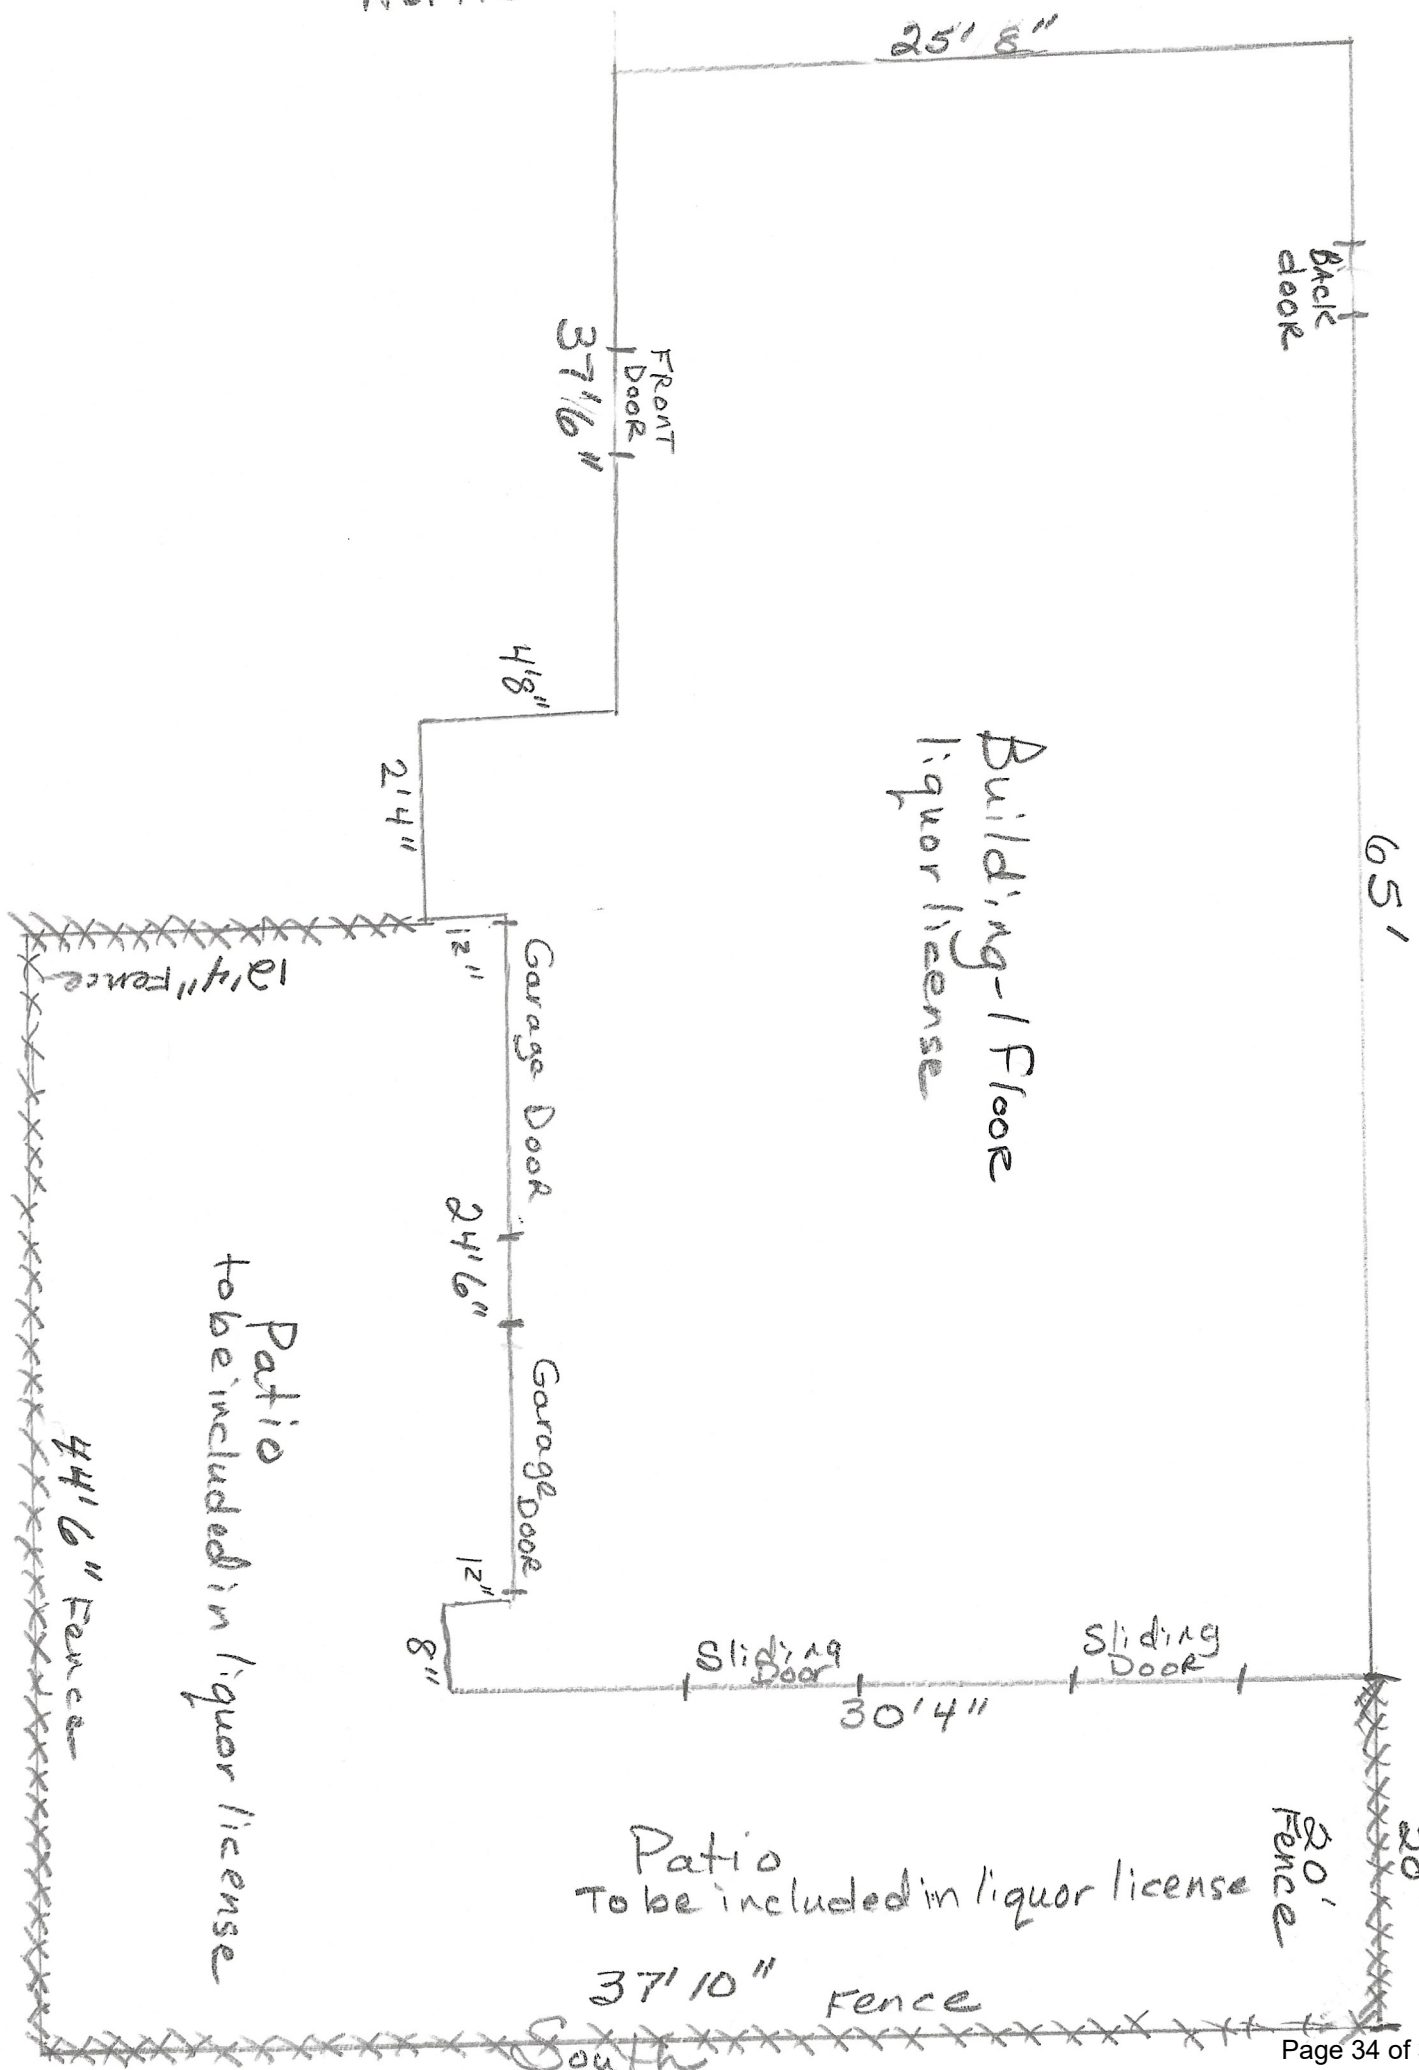 25' 8"
BACK
dooR
FRONT
DooR
37'6"
4'8"
2'4"
65'
Building-1 FlooR
liquor license
12"
12'4" Fence
Garage DooR
24'6"
Garage DooR
12"
8"
Sliding
Door
Sliding
DooR
30'4"
Patio
to be included in liquor license
44'6" Fence
20'
Fence
20
Patio
To be included in liquor license
37'10" Fence
South
Page 34 of